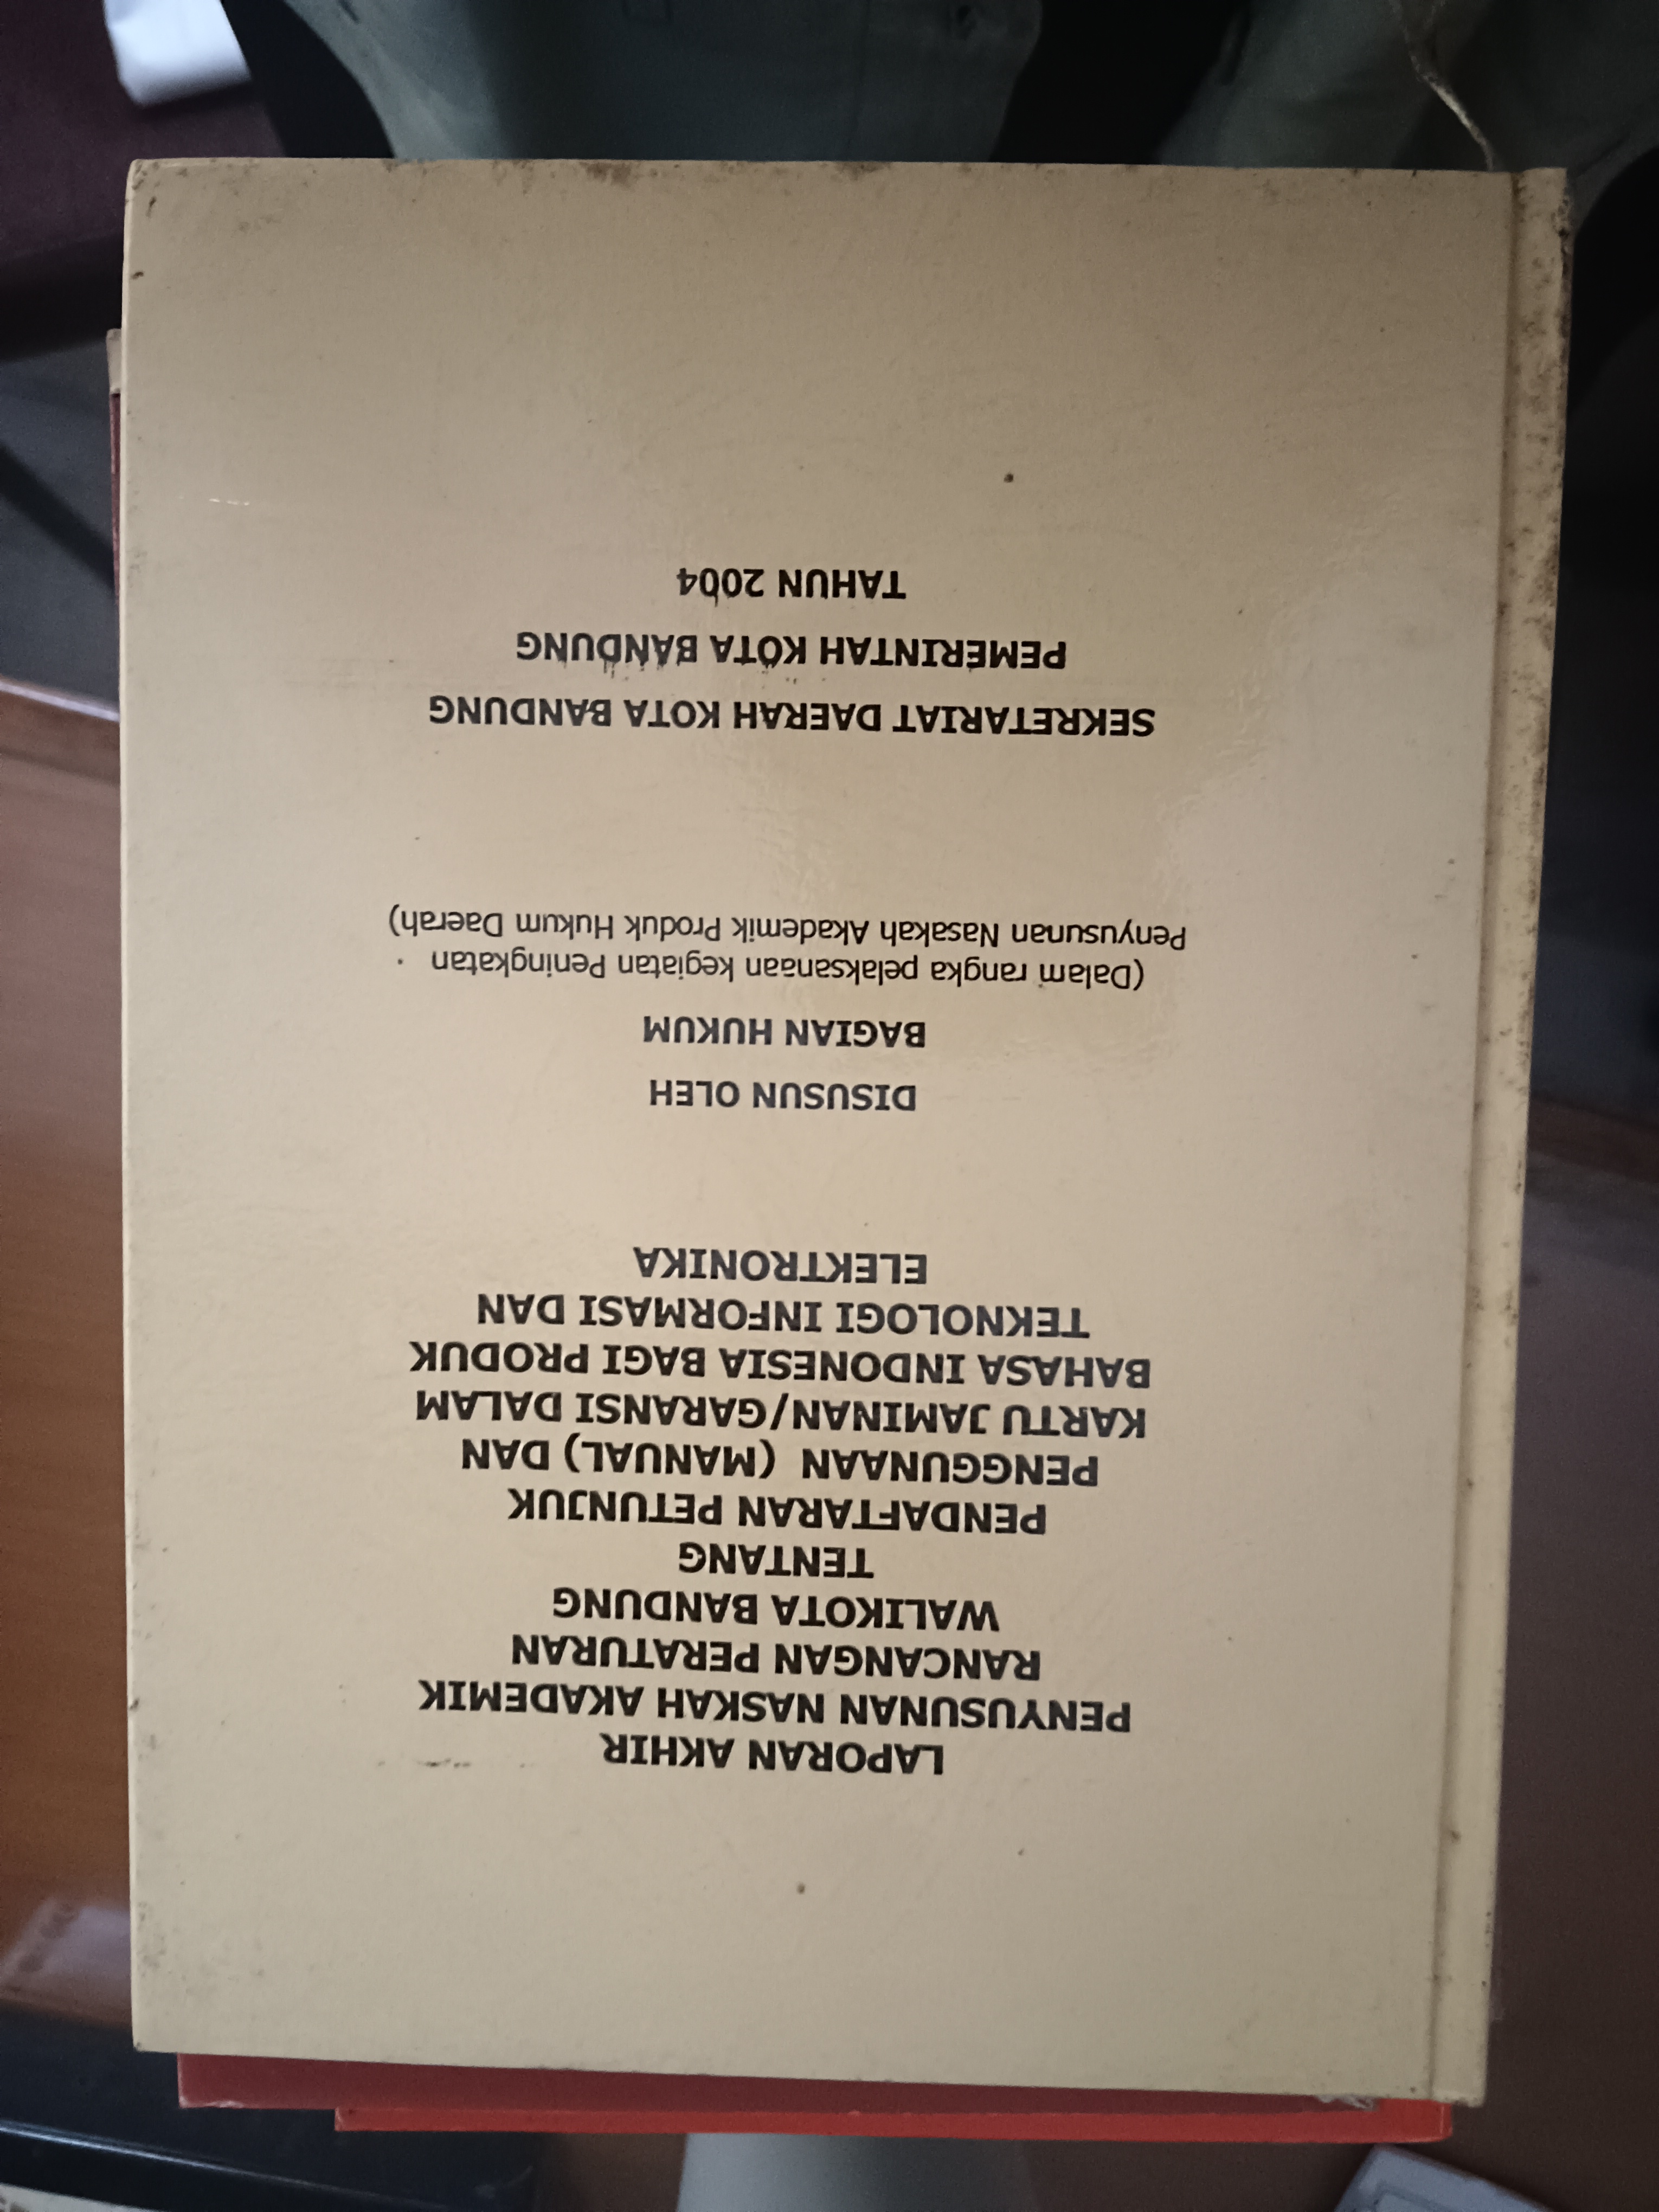 LAPORAN AKHIR
PENYUSUNAN NASKAH AKADEMIK
RANCANGAN PERATURAN
WALIKOTA BANDUNG
TENTANG
PENDAFTARAN PETUNJUK
PENGGUNAAN (MANUAL) DAN
KARTU JAMINAN/GARANSI DALAM
BAHASA INDONESIA BAGI PRODUK
TEKNOLOGI INFORMASI DAN
ELEKTRONIKA
DISUSUN OLEH
BAGIAN HUKUM
(Dalam rangka pelaksanaan kegiatan Peningkatan
Penyusunan Nasakah Akademik Produk Hukum Daerah)
SEKRETARIAT DAERAH KOTA BANDUNG
PEMERINTAH KOTA BANDUNG
TAHUN 2004